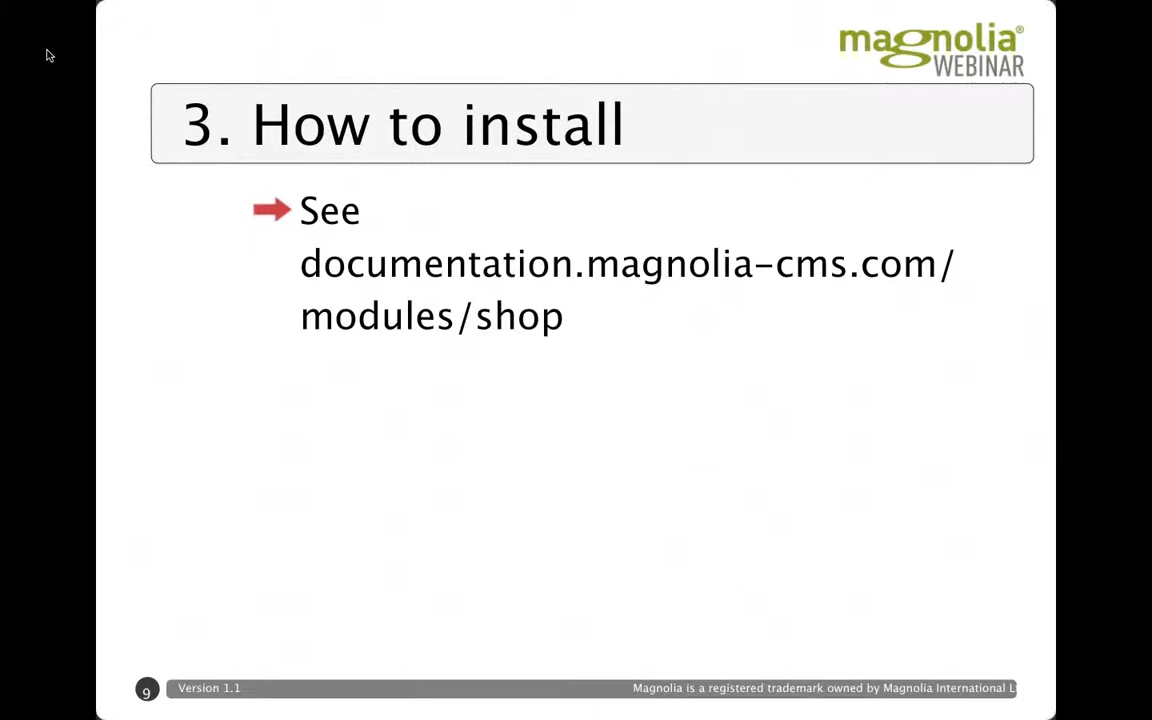 magnolia®
WEBINAR
3. How to install
See
documentation.magnolia-cms.com/
modules/shop
9
Version 1.1
Magnolia is a registered trademark owned by Magnolia International